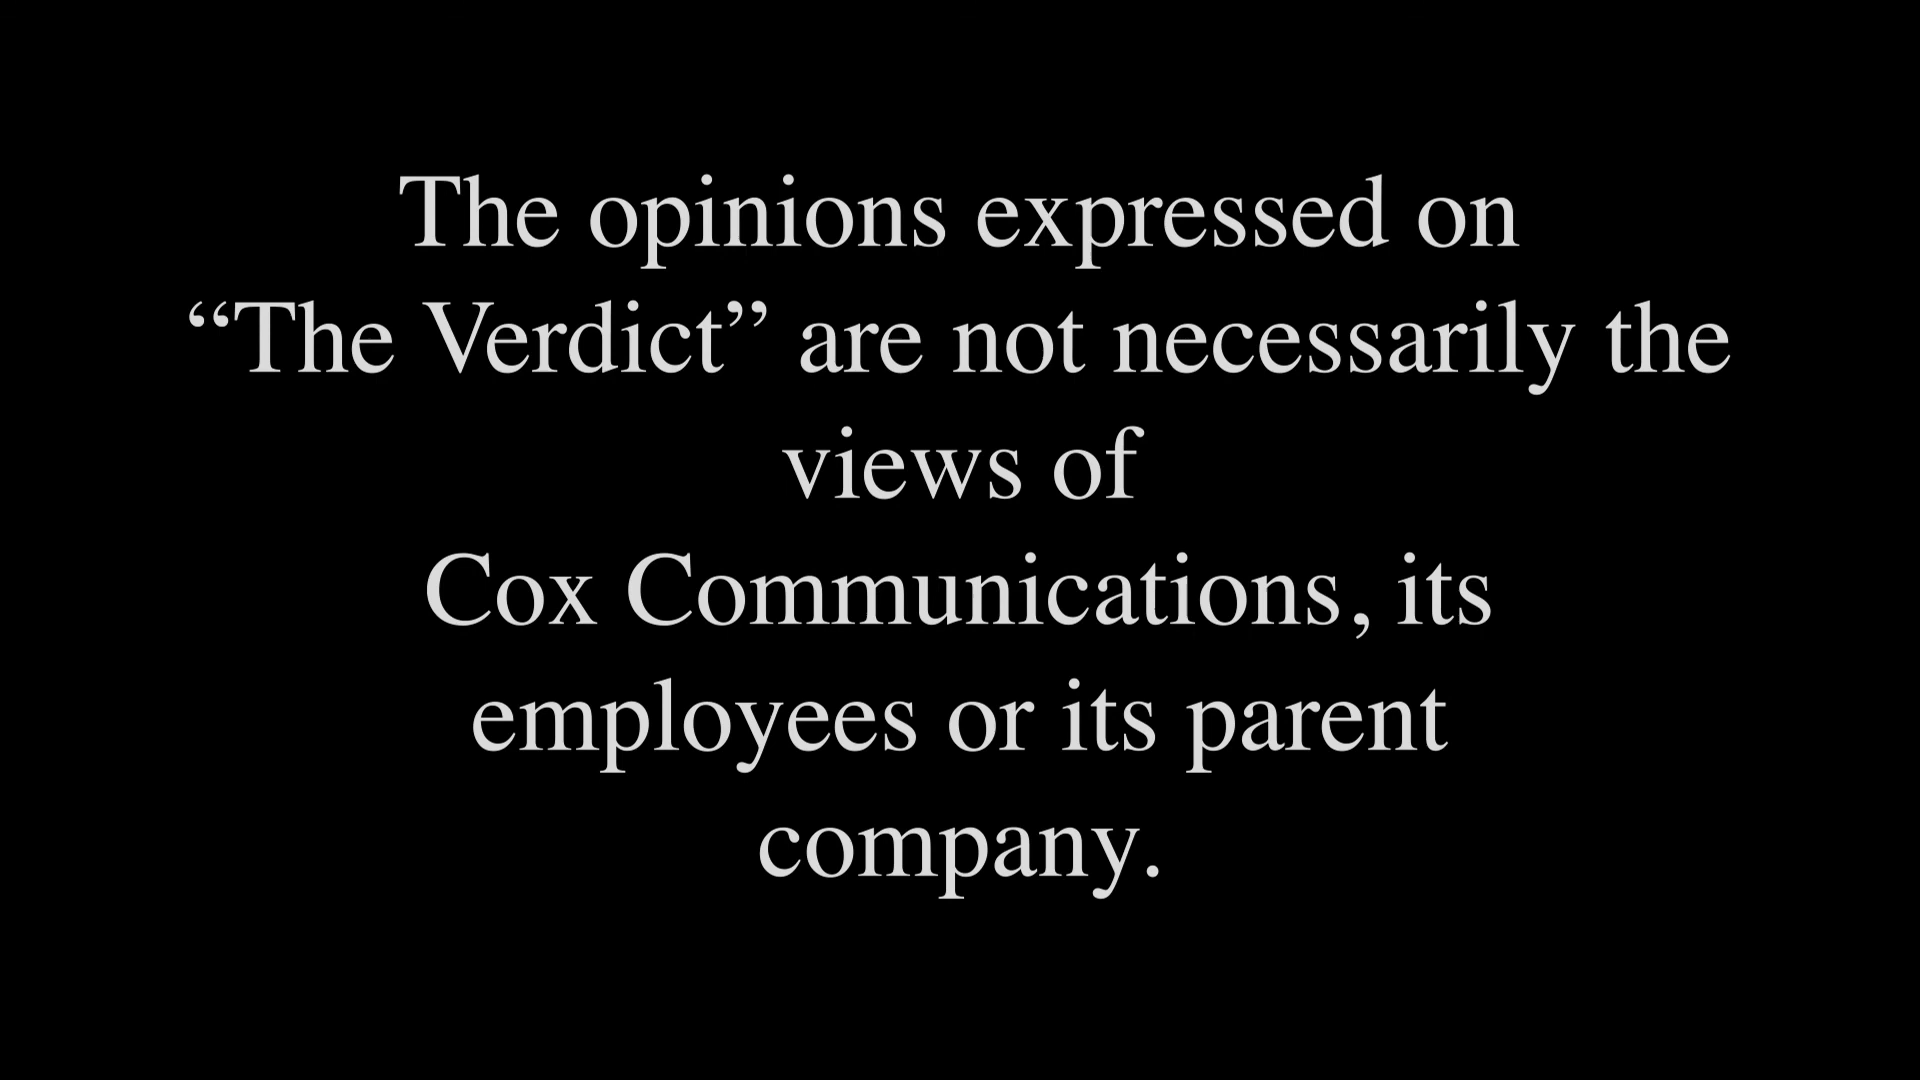 The opinions expressed on
“The Verdict” are not necessarily the
views of
Cox Communications, its
employees or its parent
company.